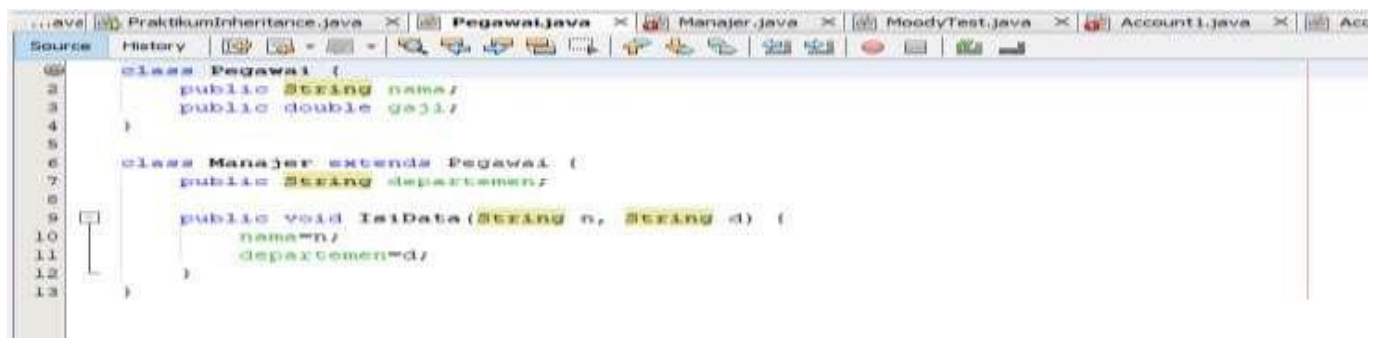 ...ava PraktikumInheritance.java Pegawai.java Manajer.java MoodyTest.java Account1.java Acc
Source History
class Pegawai {
2 public String nama;
3 public double gaji;
4 }
5
6 class Manajer extends Pegawai {
7 public String departemen;
8
9 public void IsiData(String n, String d) {
10 nama=n;
11 departemen=d;
12 }
13 }